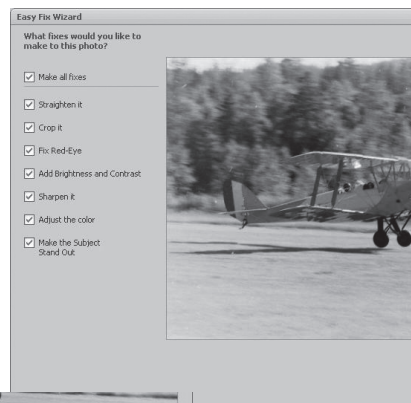 Easy Fix Wizard
What fixes would you like to
make to this photo?
Make all fixes
Straighten it
Crop it
Fix Red-Eye
Add Brightness and Contrast
Sharpen it
Adjust the color
Make the Subject
Stand Out